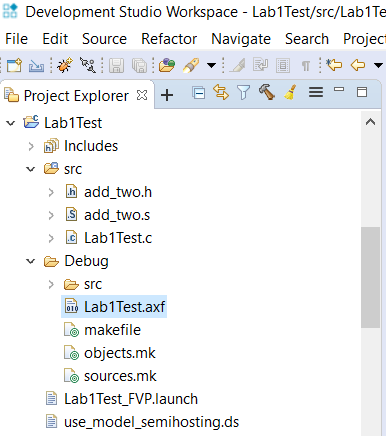 Development Studio Workspace - Lab1Test/src/Lab1Te
File Edit Source Refactor Navigate Search Project
Project Explorer
Lab1Test
Includes
src
add_two.h
add_two.s
Lab1Test.c
Debug
src
Lab1Test.axf
makefile
objects.mk
sources.mk
Lab1Test_FVP.launch
use_model_semihosting.ds